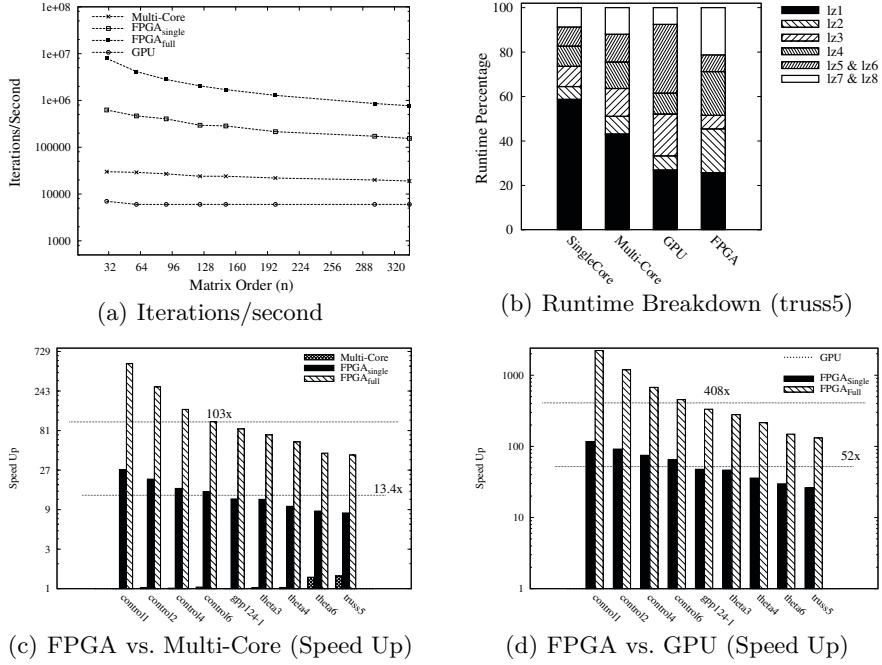 1e+08
1e+07
1e+06
100000
10000
1000
Iterations/Second
Multi-Core
FPGAsingle
FPGAfull
GPU
32 64 96 128 160 192 224 256 288 320
Matrix Order (n)
(a) Iterations/second
100
80
60
40
20
0
Runtime Percentage
lz1
lz2
lz3
lz4
lz5 & lz6
lz7 & lz8
SingleCore
Multi-Core
GPU
FPGA
(b) Runtime Breakdown (truss5)
729
243
81
27
9
3
1
Speed Up
Multi-Core
FPGAsingle
FPGAfull
103x
13.4x
control1
control2
control4
control6
gpp124-1
theta3
theta4
theta6
truss5
(c) FPGA vs. Multi-Core (Speed Up)
1000
100
10
1
Speed Up
GPU
FPGASingle
FPGAFull
408x
52x
control1
control2
control4
control6
gpp124-1
theta3
theta4
theta6
truss5
(d) FPGA vs. GPU (Speed Up)